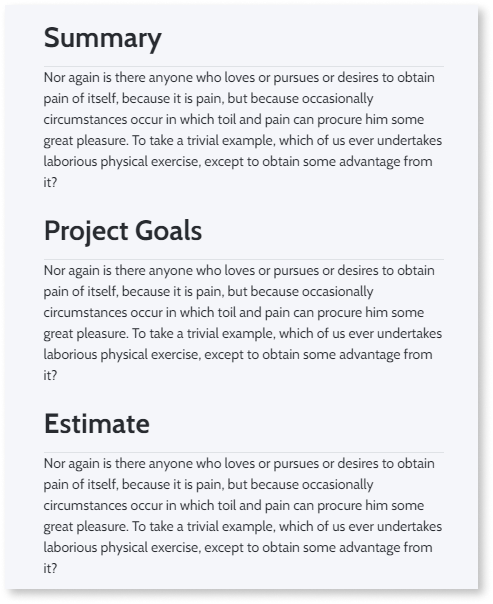 Summary
Nor again is there anyone who loves or pursues or desires to obtain
pain of itself, because it is pain, but because occasionally
circumstances occur in which toil and pain can procure him some
great pleasure. To take a trivial example, which of us ever undertakes
laborious physical exercise, except to obtain some advantage from
it?
Project Goals
Nor again is there anyone who loves or pursues or desires to obtain
pain of itself, because it is pain, but because occasionally
circumstances occur in which toil and pain can procure him some
great pleasure. To take a trivial example, which of us ever undertakes
laborious physical exercise, except to obtain some advantage from
it?
Estimate
Nor again is there anyone who loves or pursues or desires to obtain
pain of itself, because it is pain, but because occasionally
circumstances occur in which toil and pain can procure him some
great pleasure. To take a trivial example, which of us ever undertakes
laborious physical exercise, except to obtain some advantage from
it?